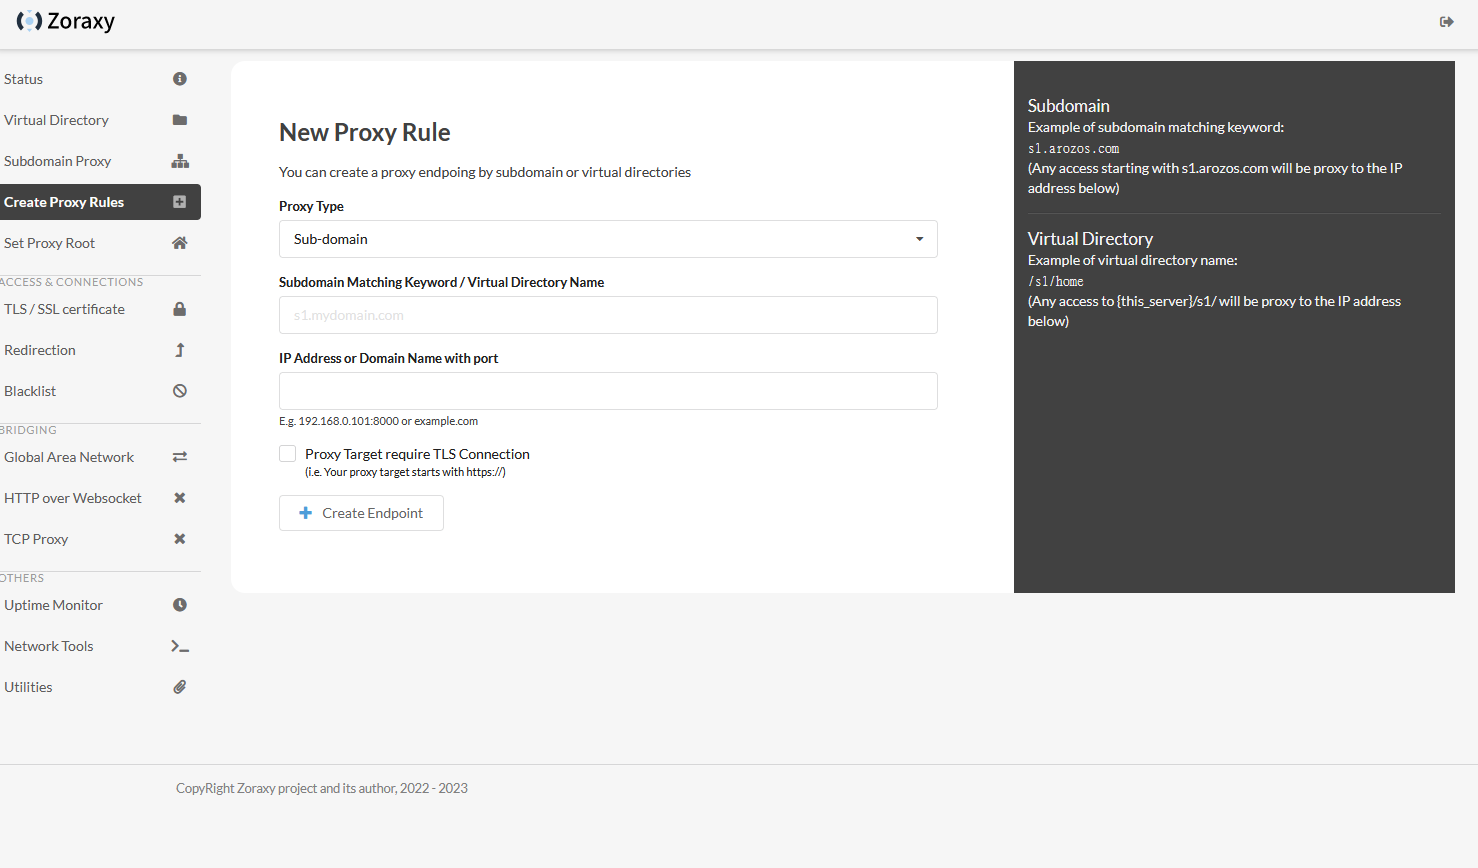 Zoraxy
Status
Virtual Directory
Subdomain Proxy
Create Proxy Rules
Set Proxy Root
ACCESS & CONNECTIONS
TLS / SSL certificate
Redirection
Blacklist
BRIDGING
Global Area Network
HTTP over Websocket
TCP Proxy
OTHERS
Uptime Monitor
Network Tools
Utilities
New Proxy Rule
You can create a proxy endpoing by subdomain or virtual directories
Proxy Type
Sub-domain
Subdomain Matching Keyword / Virtual Directory Name
s1.mydomain.com
IP Address or Domain Name with port
E.g. 192.168.0.101:8000 or example.com
Proxy Target require TLS Connection
(i.e. Your proxy target starts with https://)
Create Endpoint
Subdomain
Example of subdomain matching keyword:
s1.arozos.com
(Any access starting with s1.arozos.com will be proxy to the IP
address below)
Virtual Directory
Example of virtual directory name:
/s1/home
(Any access to {this_server}/s1/ will be proxy to the IP address
below)
CopyRight Zoraxy project and its author, 2022 - 2023